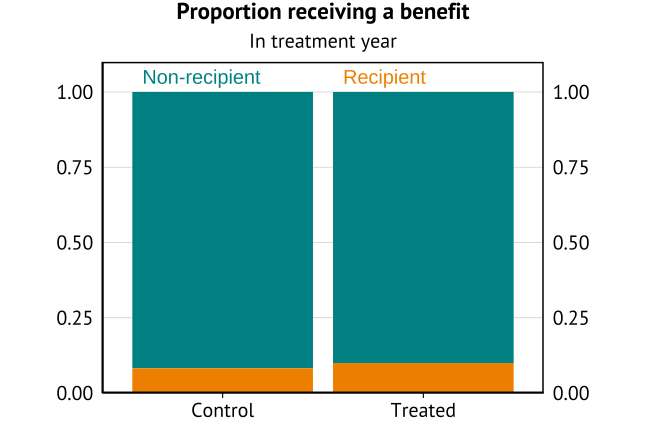 Proportion receiving a benefit
In treatment year
Non-recipient Recipient
1.00 1.00
0.75 0.75
0.50 0.50
0.25 0.25
0.00 0.00
Control Treated